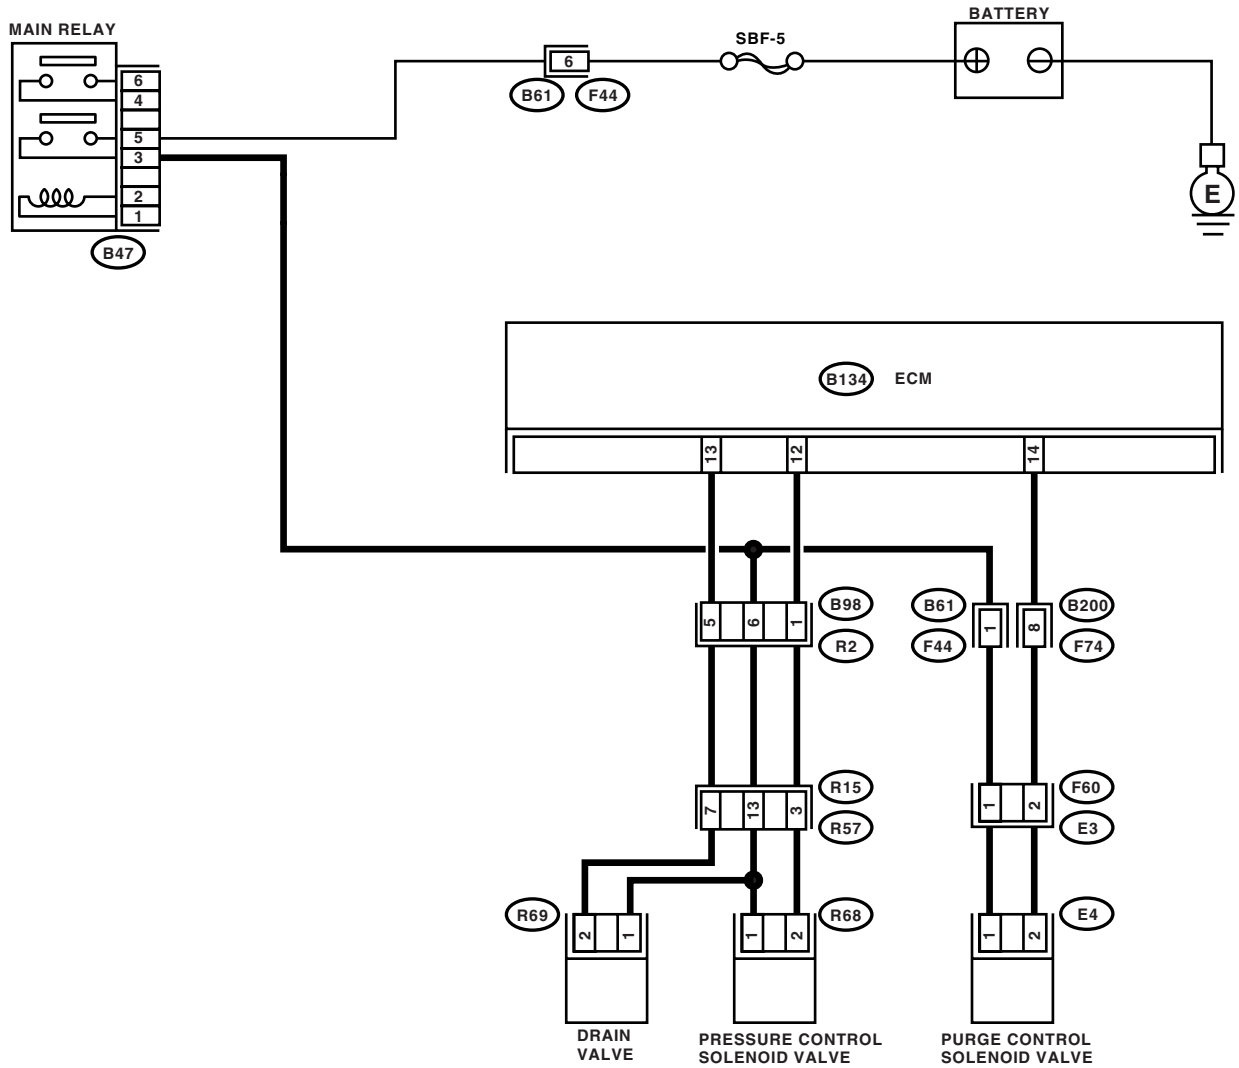 BATTERY
MAIN RELAY
SBF-5
6
6
4
B61
F44
5
3
E
2
1
B47
B134
ECM
13
12
14
B98
B61
B200
5
6
1
1
8
R2
F44
F74
R15
F60
7
13
3
1
2
R57
E3
R69
R68
E4
2
1
1
2
1
2
DRAIN
VALVE
PRESSURE CONTROL
SOLENOID VALVE
PURGE CONTROL
SOLENOID VALVE